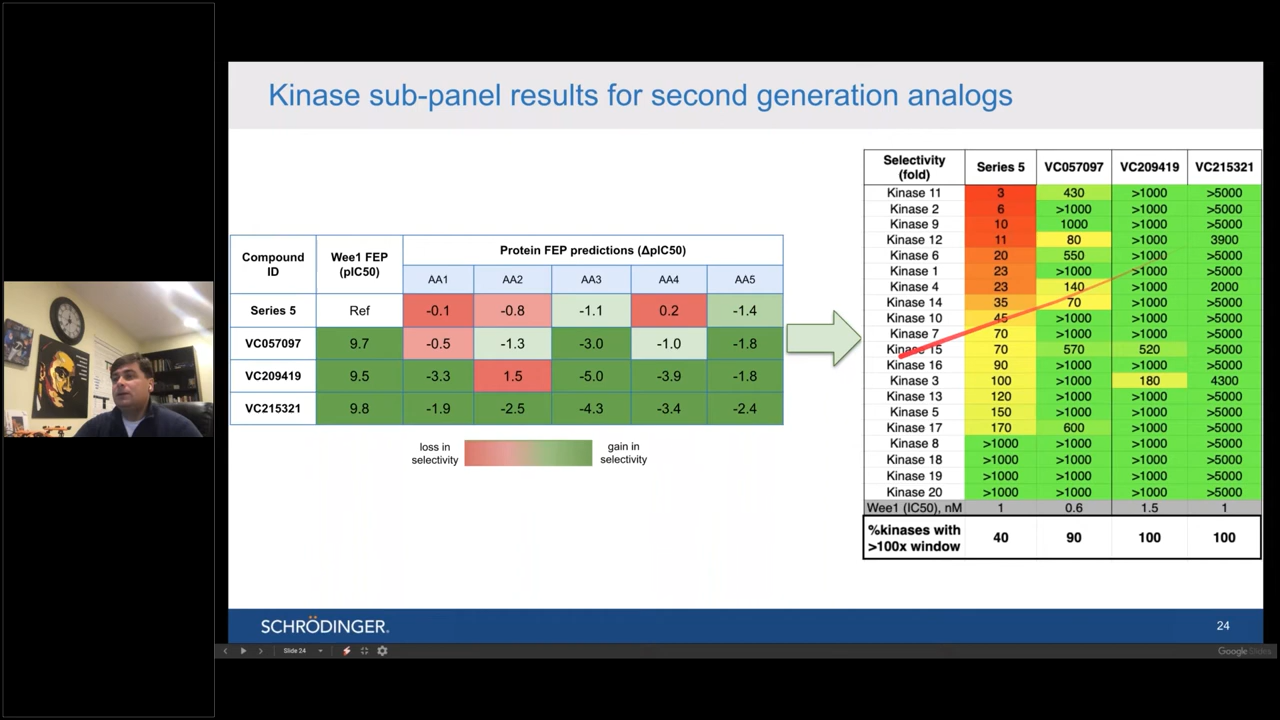 Kinase sub-panel results for second generation analogs
Compound ID Wee1 FEP (pIC50) Protein FEP predictions (ΔpIC50)
AA1 AA2 AA3 AA4 AA5
Series 5 Ref -0.1 -0.8 -1.1 0.2 -1.4
VC057097 9.7 -0.5 -1.3 -3.0 -1.0 -1.8
VC209419 9.5 -3.3 1.5 -5.0 -3.9 -1.8
VC215321 9.8 -1.9 -2.5 -4.3 -3.4 -2.4
loss in selectivity
gain in selectivity
Selectivity (fold) Series 5 VC057097 VC209419 VC215321
Kinase 11 3 430 >1000 >5000
Kinase 2 6 >1000 >1000 >5000
Kinase 9 10 1000 >1000 >5000
Kinase 12 11 80 >1000 3900
Kinase 6 20 550 >1000 >5000
Kinase 1 23 >1000 >1000 >5000
Kinase 4 23 140 >1000 2000
Kinase 14 35 70 >1000 >5000
Kinase 10 45 >1000 >1000 >5000
Kinase 7 70 >1000 >1000 >5000
Kinase 15 70 570 520 >5000
Kinase 16 90 >1000 >1000 >5000
Kinase 3 100 >1000 180 4300
Kinase 13 120 >1000 >1000 >5000
Kinase 5 150 >1000 >1000 >5000
Kinase 17 170 600 >1000 >5000
Kinase 8 >1000 >1000 >1000 >5000
Kinase 18 >1000 >1000 >1000 >5000
Kinase 19 >1000 >1000 >1000 >5000
Kinase 20 >1000 >1000 >1000 >5000
Wee1 (IC50), nM 1 0.6 1.5 1
%kinases with >100x window 40 90 100 100
SCHRÖDINGER.
24
Slide 24
Google Slides